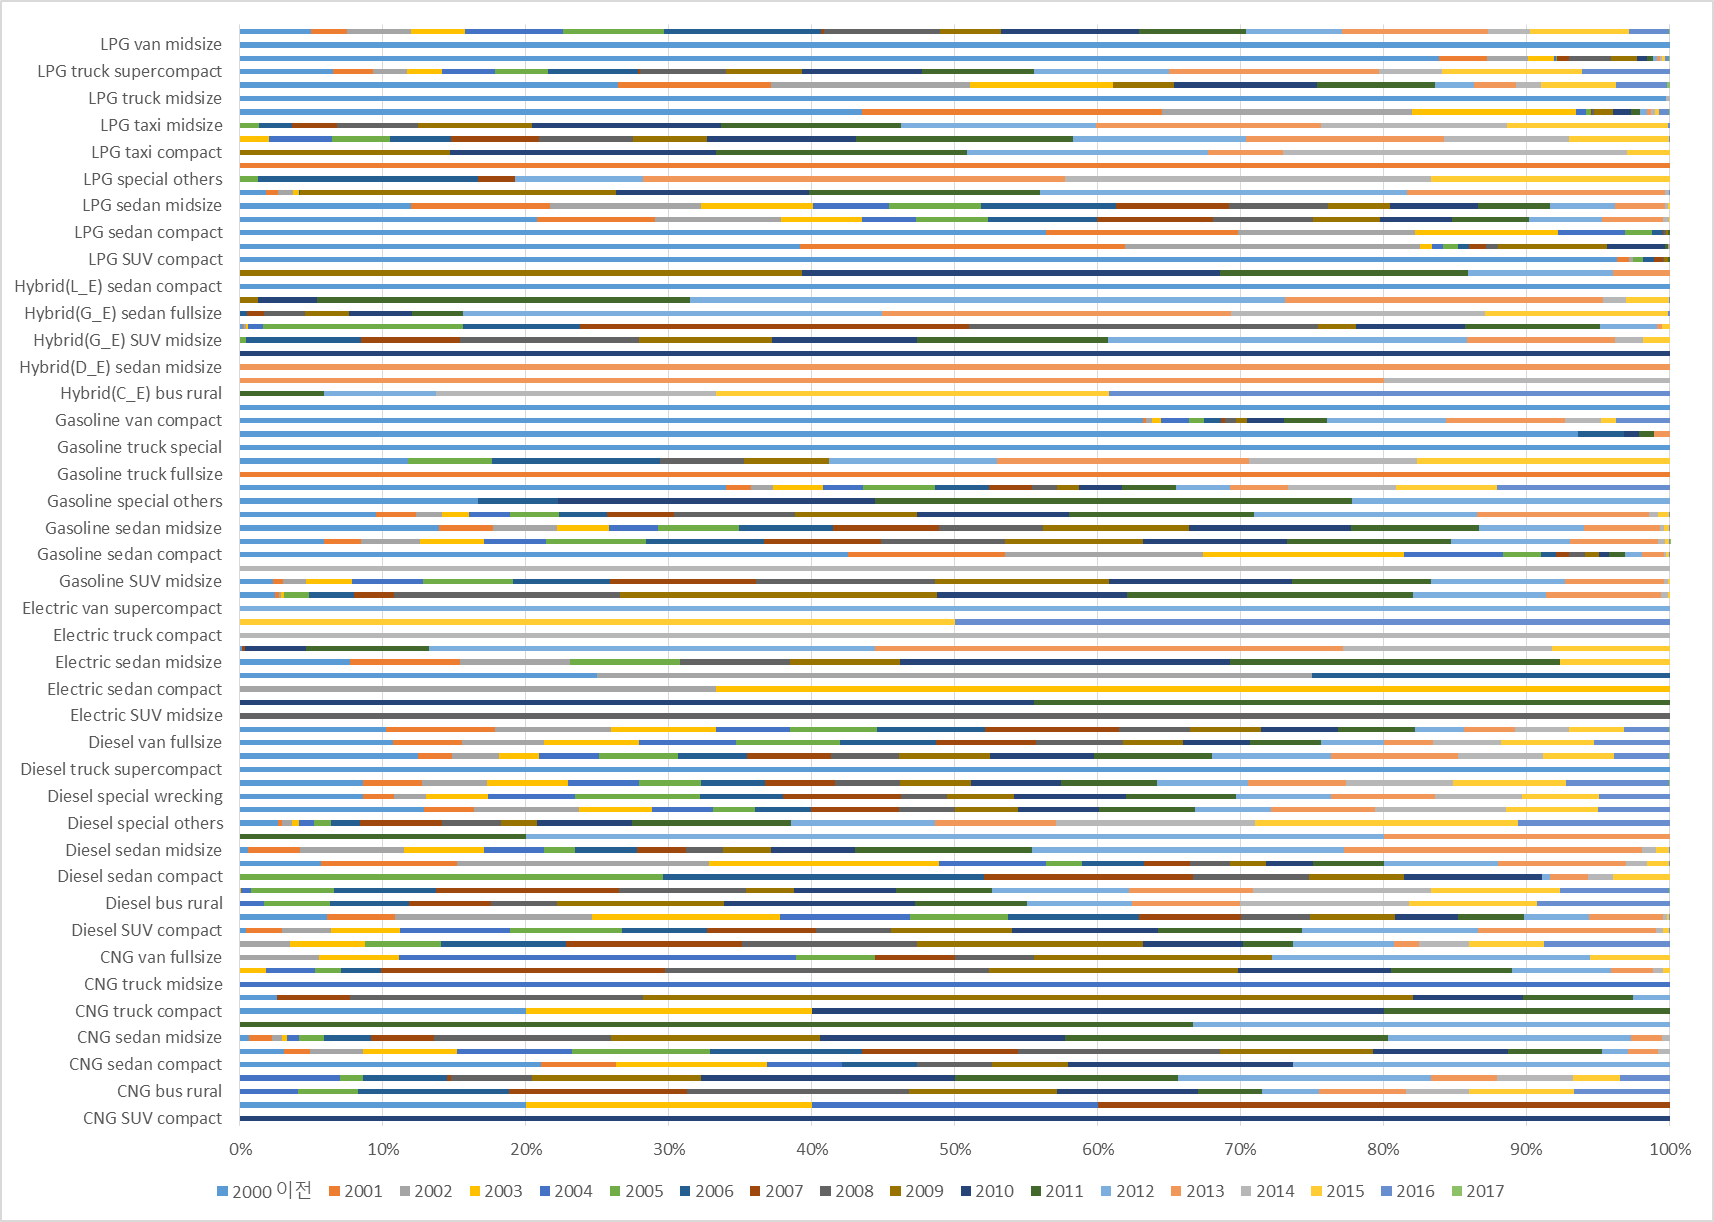 LPG van midsize
LPG truck supercompact
LPG truck midsize
LPG taxi midsize
LPG taxi compact
LPG special others
LPG sedan midsize
LPG sedan compact
LPG SUV compact
Hybrid(L_E) sedan compact
Hybrid(G_E) sedan fullsize
Hybrid(G_E) SUV midsize
Hybrid(D_E) sedan midsize
Hybrid(C_E) bus rural
Gasoline van compact
Gasoline truck special
Gasoline truck fullsize
Gasoline special others
Gasoline sedan midsize
Gasoline sedan compact
Gasoline SUV midsize
Electric van supercompact
Electric truck compact
Electric sedan midsize
Electric sedan compact
Electric SUV midsize
Diesel van fullsize
Diesel truck supercompact
Diesel special wrecking
Diesel special others
Diesel sedan midsize
Diesel sedan compact
Diesel bus rural
Diesel SUV compact
CNG van fullsize
CNG truck midsize
CNG truck compact
CNG sedan midsize
CNG sedan compact
CNG bus rural
CNG SUV compact
0% 10% 20% 30% 40% 50% 60% 70% 80% 90% 100%
2000 이전 2001 2002 2003 2004 2005 2006 2007 2008 2009 2010 2011 2012 2013 2014 2015 2016 2017